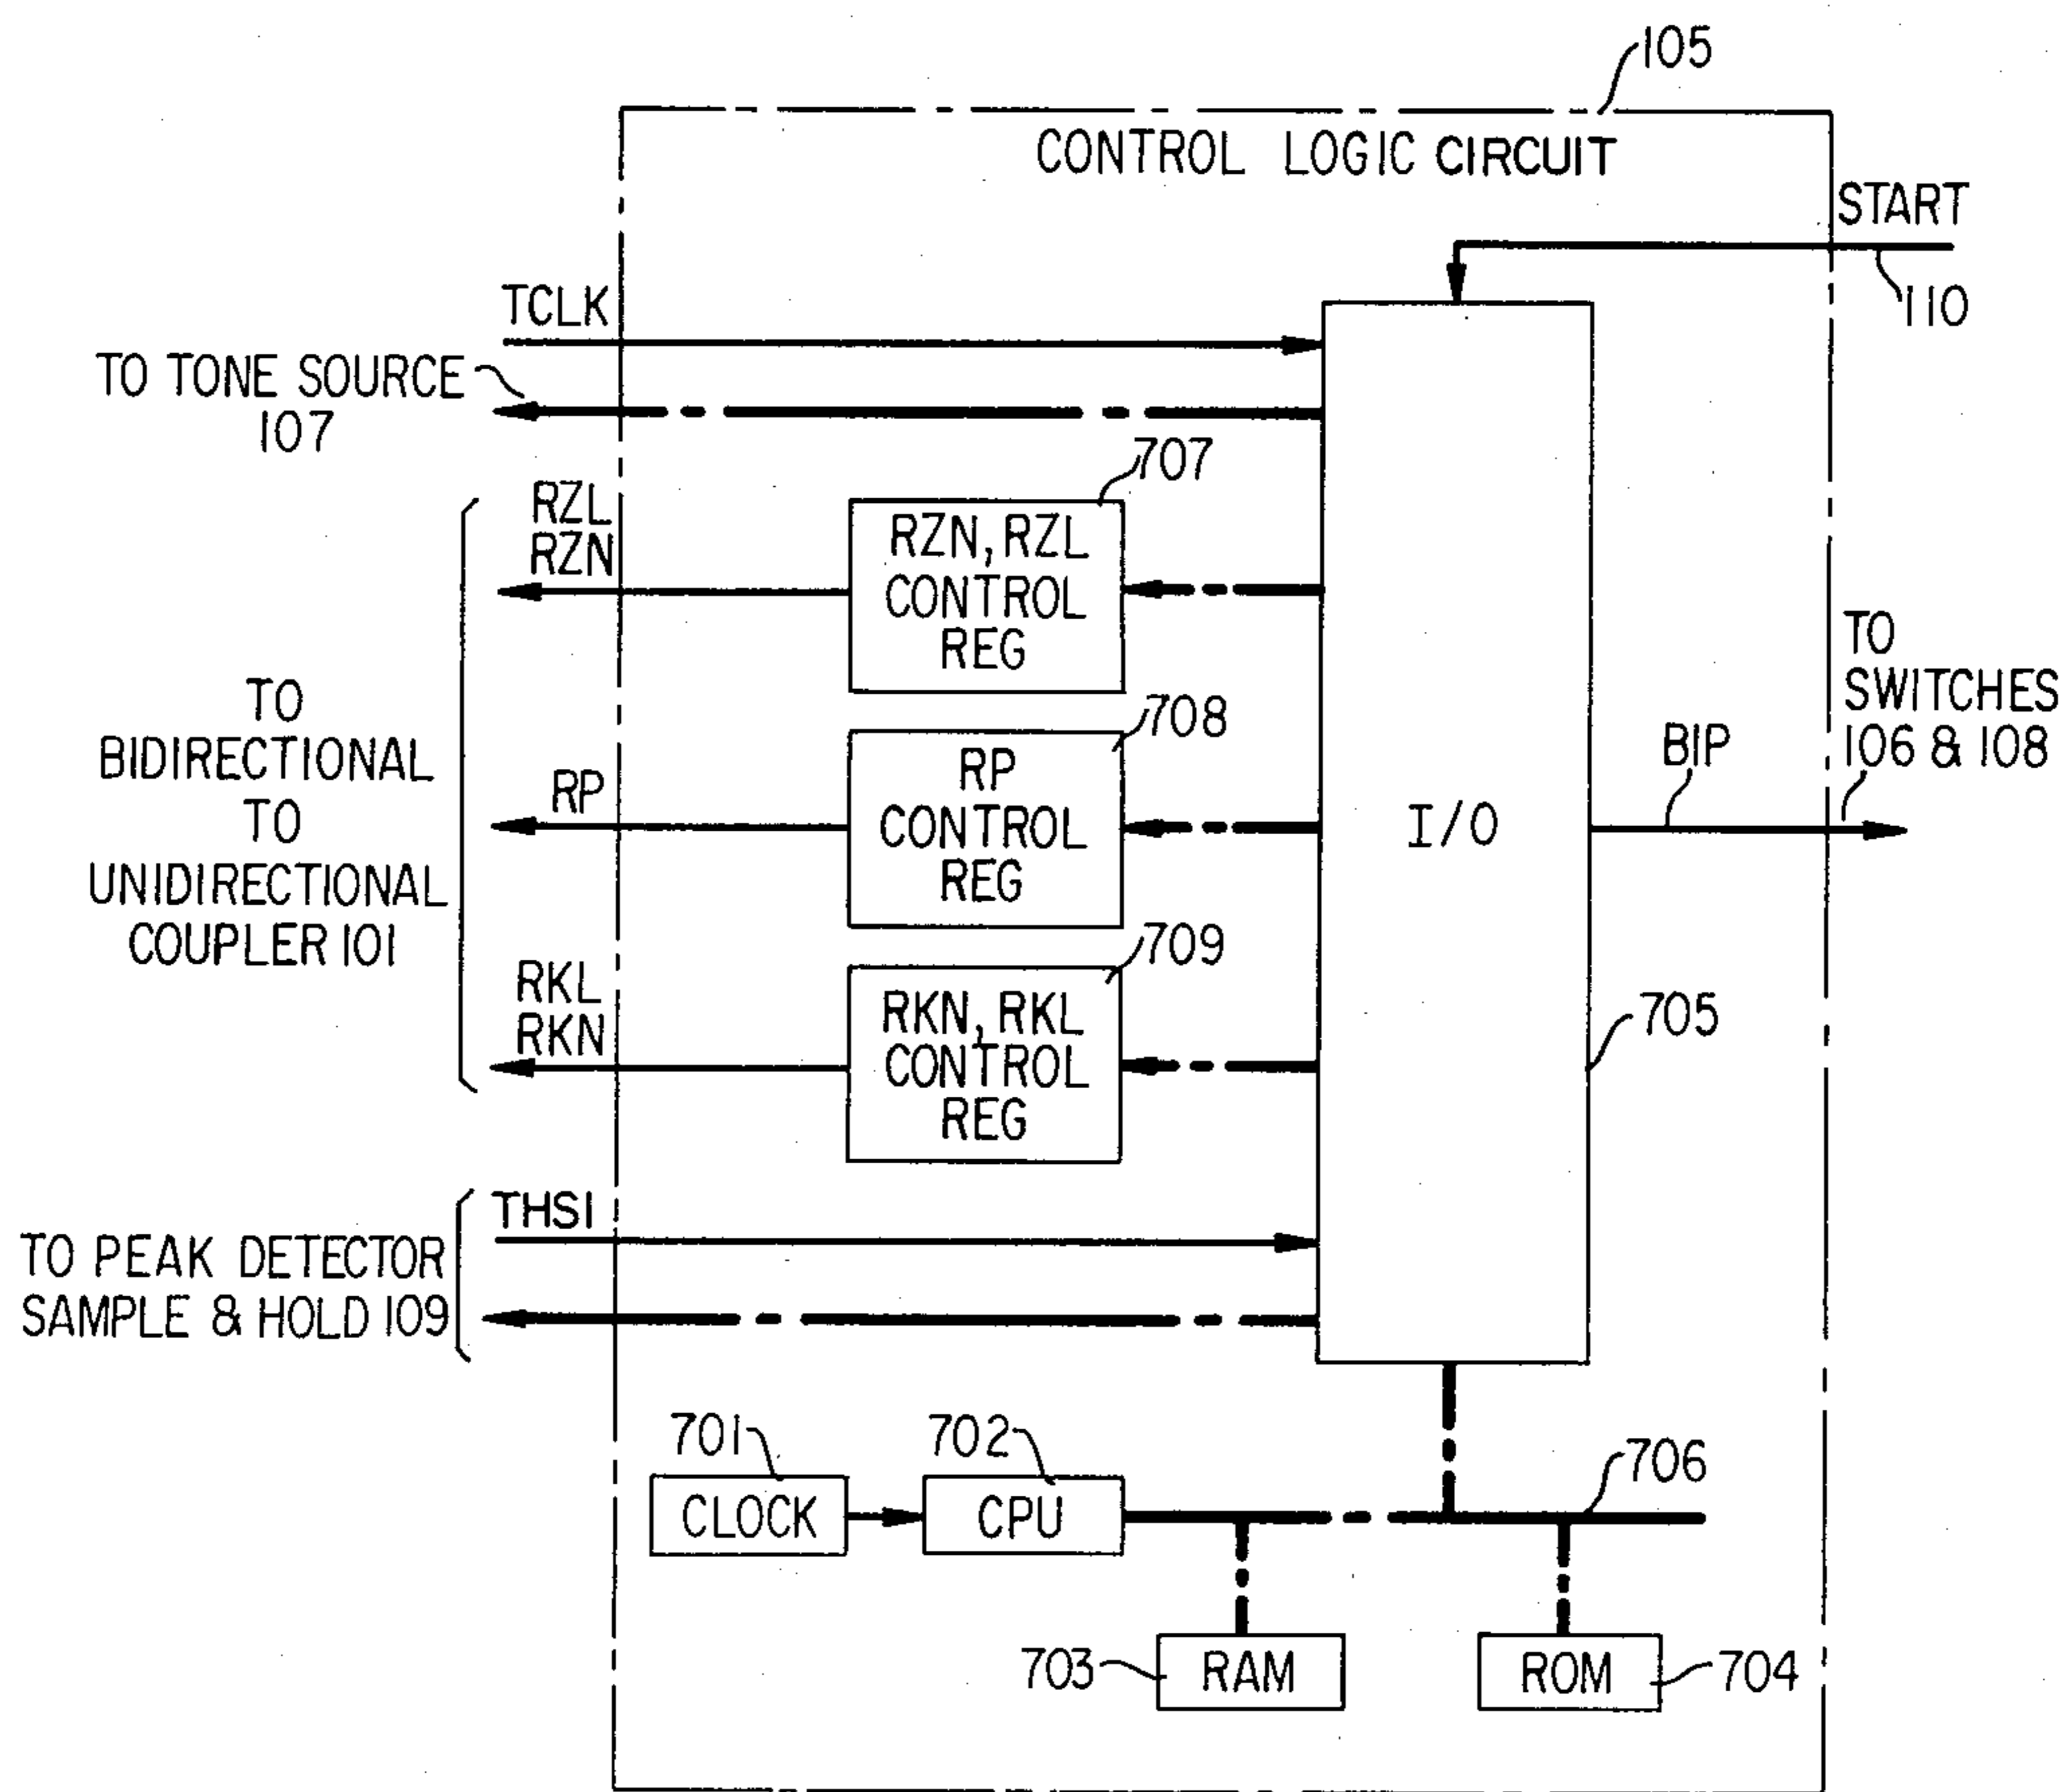 105
CONTROL LOGIC CIRCUIT
START
110
TCLK
TO TONE SOURCE
107
707
RZL
RZN
RZN, RZL
CONTROL
REG
TO
BIDIRECTIONAL
TO
UNIDIRECTIONAL
COUPLER 101
708
RP
RP
CONTROL
REG
I/O
BIP
TO
SWITCHES
106 & 108
709
RKL
RKN
RKN, RKL
CONTROL
REG
705
THSI
TO PEAK DETECTOR
SAMPLE & HOLD 109
701
CLOCK
702
CPU
706
703
RAM
ROM
704